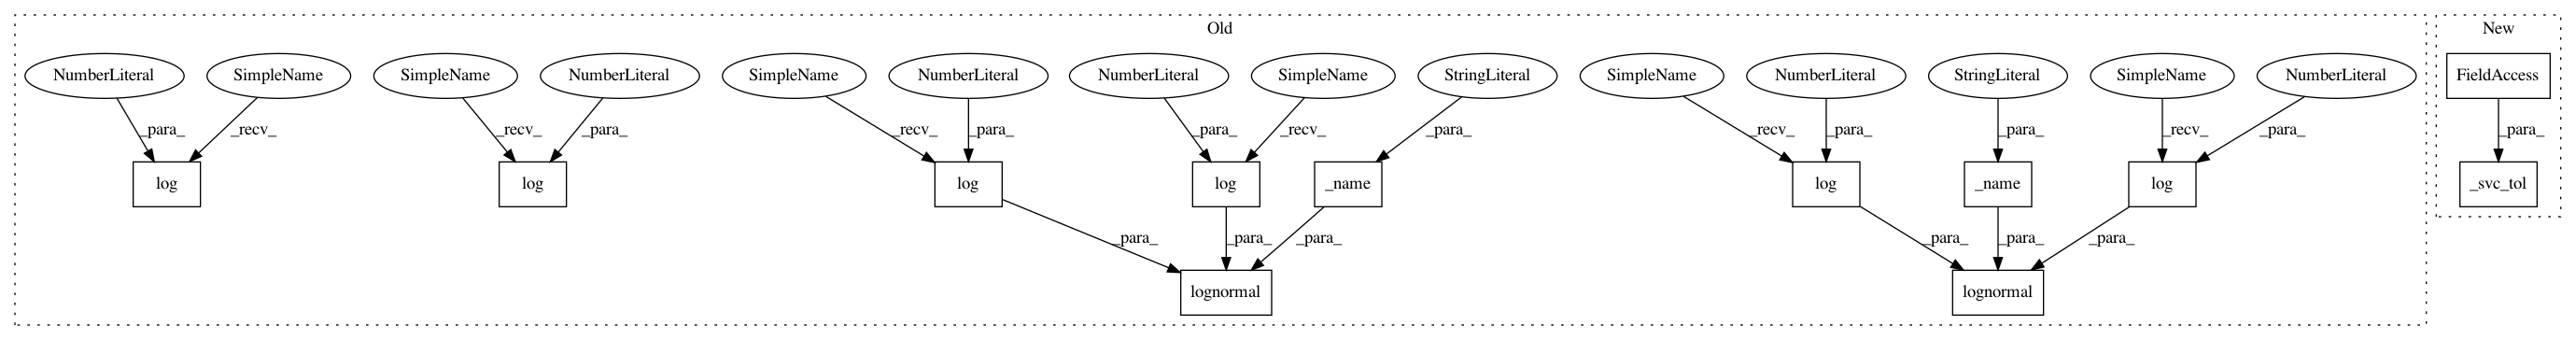 Old
New
NumberLiteral SimpleName SimpleName NumberLiteral SimpleName NumberLiteral NumberLiteral SimpleName StringLiteral SimpleName NumberLiteral StringLiteral SimpleName NumberLiteral FieldAccess
_para_ _recv_ _recv_ _para_ _recv_ _para_ _para_ _recv_ _para_ _recv_ _para_ _para_ _recv_ _para_ _para_
log log log log _name log _name log _svc_tol
_para_ _para_ _para_ _para_ _para_ _para_
lognormal lognormal